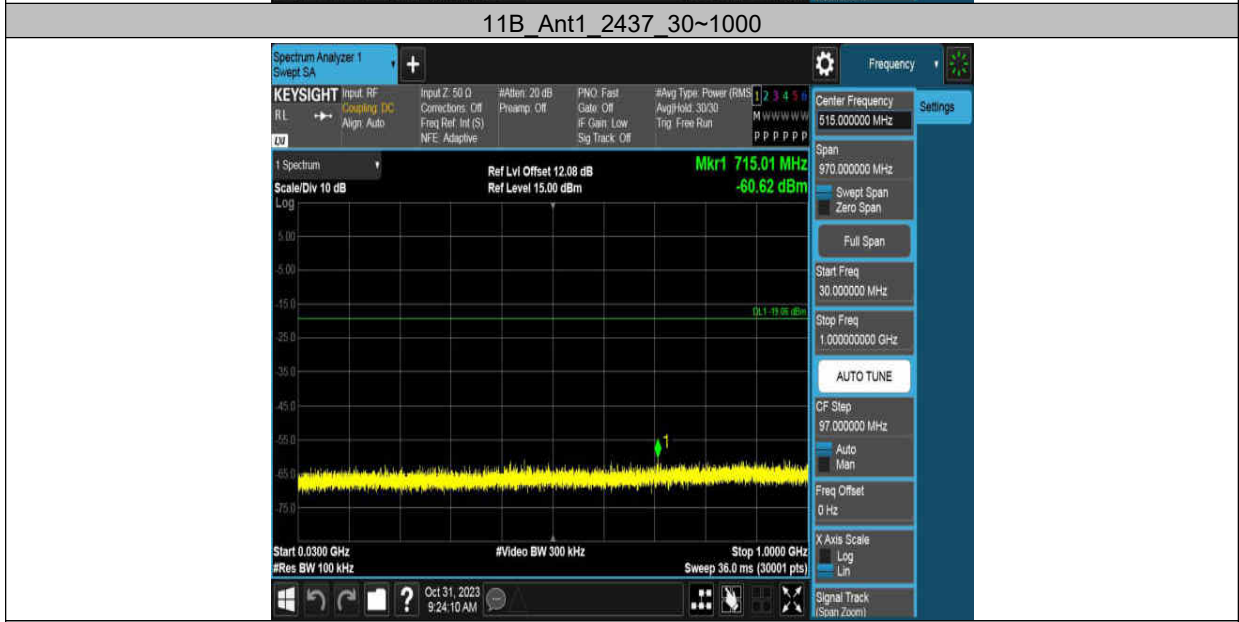 11B_Ant1_2437_30~1000
Spectrum Analyzer 1
Swept SA
+
Frequency
KEYSIGHT
RL
LXI
Input: RF
Coupling: DC
Align: Auto
Input Z: 50 Ω
Corrections: Off
Freq Ref: Int (S)
NFE: Adaptive
#Atten: 20 dB
Preamp: Off
PNO: Fast
Gate: Off
IF Gain: Low
Sig Track: Off
#Avg Type: Power (RMS
Avg|Hold: 30/30
Trig: Free Run
1 2 3 4 5 6
M W W W W W
P P P P P P
Center Frequency
515.000000 MHz
Settings
1 Spectrum
Scale/Div 10 dB
Log
Ref Lvl Offset 12.08 dB
Ref Level 15.00 dBm
Mkr1 715.01 MHz
-60.62 dBm
5.00
-5.00
-15.0
-25.0
-35.0
-45.0
-55.0
-65.0
-75.0
1
Start 0.0300 GHz
#Res BW 100 kHz
#Video BW 300 kHz
Stop 1.0000 GHz
Sweep 36.0 ms (30001 pts)
Span
970.000000 MHz
Swept Span
Zero Span
Full Span
Start Freq
30.000000 MHz
Stop Freq
1.000000000 GHz
AUTO TUNE
CF Step
97.000000 MHz
Auto
Man
Freq Offset
0 Hz
X Axis Scale
Log
Lin
Signal Track
(Span Zoom)
?
Oct 31, 2023
9:24:10 AM